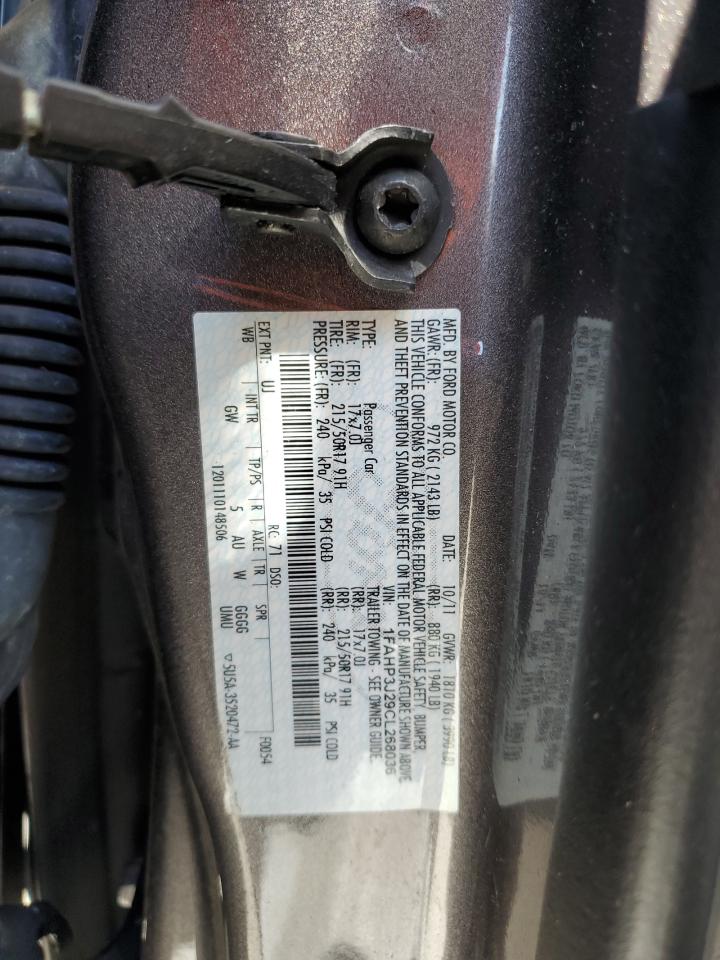 MFD. BY FORD MOTOR CO.
DATE: 10/11 GVWR: 1810 KG ( 3990 LB)
GAWR: (FR): 972 KG ( 2143 LB) (RR): 880 KG ( 1940 LB)
THIS VEHICLE CONFORMS TO ALL APPLICABLE FEDERAL MOTOR VEHICLE SAFETY, BUMPER,
AND THEFT PREVENTION STANDARDS IN EFFECT ON THE DATE OF MANUFACTURE SHOWN ABOVE
VIN: 1FAHP3J29CL268036
TYPE: Passenger Car TRAILER TOWING - SEE OWNER GUIDE.
RIM: (FR): 17x7.0J (RR): 17x7.0J
TIRE: (FR): 215/50R17 91H (RR): 215/50R17 91H
PRESSURE: (FR): 240 kPa/ 35 PSI COLD (RR): 240 kPa/ 35 PSI COLD
RC: 71 DSO:
EXT PNT: UJ F0054
WB INT TR TP/PS R AXLE TR SPR
GW 5 AU W GGGG UMU
1201110148506 ▽ 5USA-3520472-AA